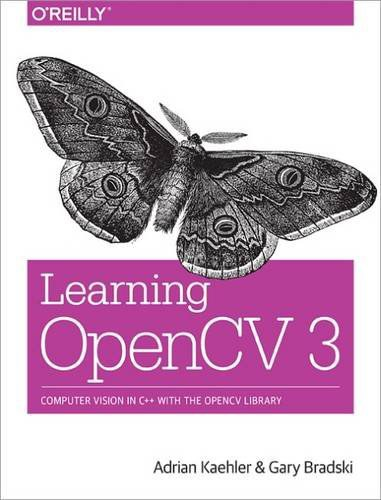 O'REILLY®
Learning
OpenCV 3
COMPUTER VISION IN C++ WITH THE OPENCV LIBRARY
Adrian Kaehler & Gary Bradski